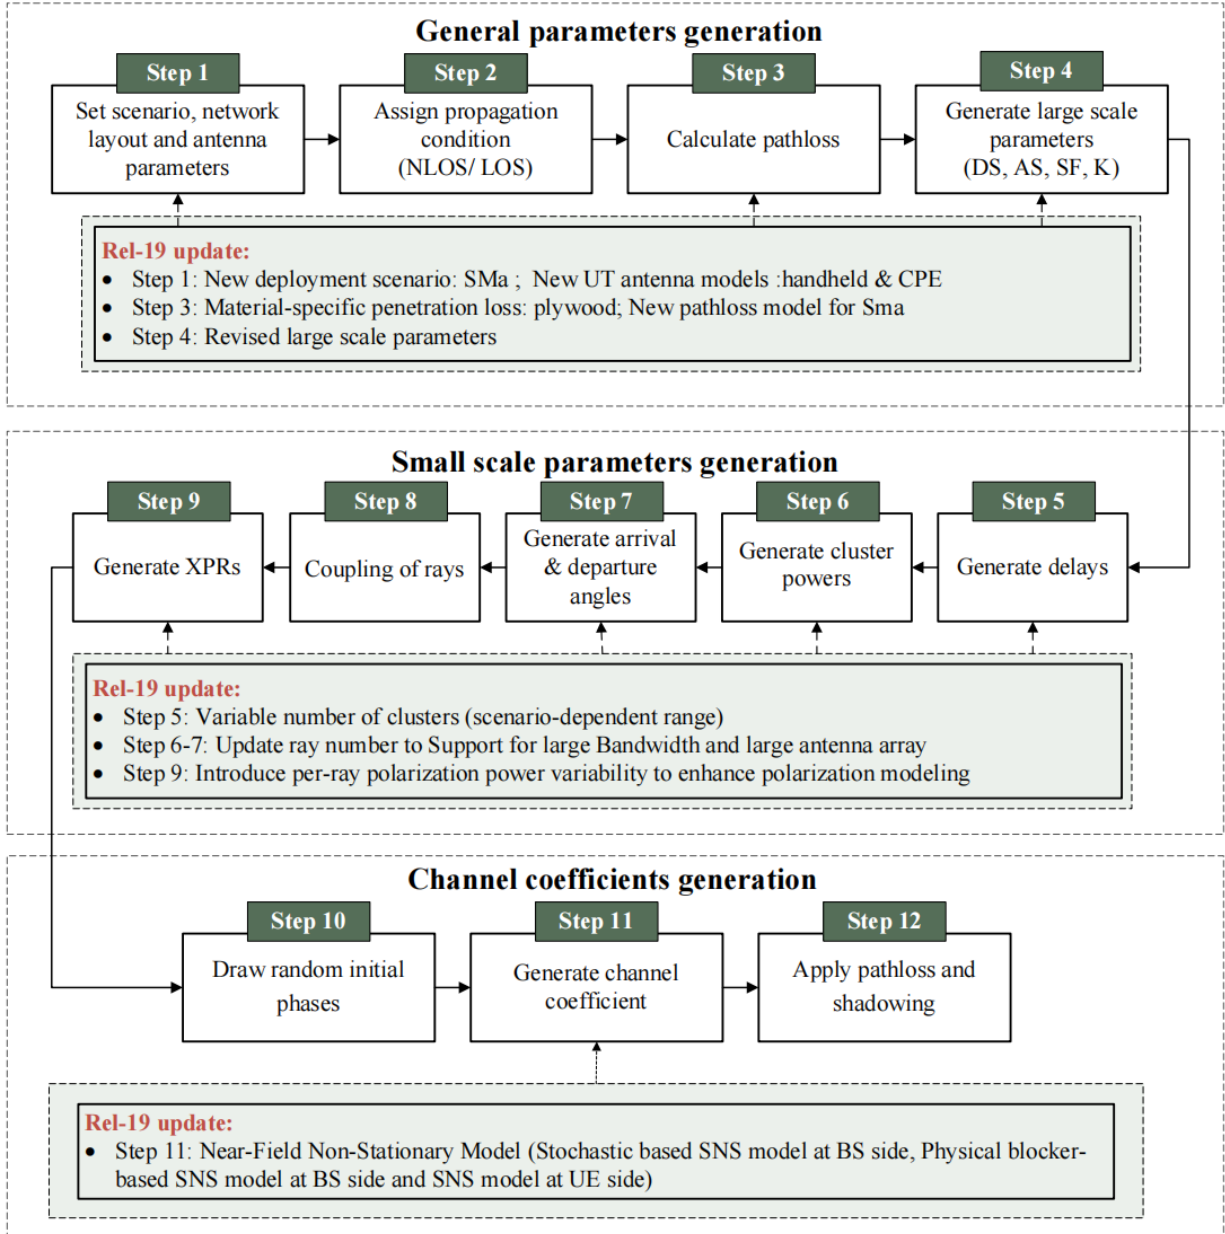 General parameters generation
Step 1
Set scenario, network
layout and antenna
parameters
Step 2
Assign propagation
condition
(NLOS/ LOS)
Step 3
Calculate pathloss
Step 4
Generate large scale
parameters
(DS, AS, SF, K)
Rel-19 update:
• Step 1: New deployment scenario: SMa ; New UT antenna models :handheld & CPE
• Step 3: Material-specific penetration loss: plywood; New pathloss model for Sma
• Step 4: Revised large scale parameters
Small scale parameters generation
Step 9
Generate XPRs
Step 8
Coupling of rays
Step 7
Generate arrival
& departure
angles
Step 6
Generate cluster
powers
Step 5
Generate delays
Rel-19 update:
• Step 5: Variable number of clusters (scenario-dependent range)
• Step 6-7: Update ray number to Support for large Bandwidth and large antenna array
• Step 9: Introduce per-ray polarization power variability to enhance polarization modeling
Channel coefficients generation
Step 10
Draw random initial
phases
Step 11
Generate channel
coefficient
Step 12
Apply pathloss and
shadowing
Rel-19 update:
• Step 11: Near-Field Non-Stationary Model (Stochastic based SNS model at BS side, Physical blocker-
based SNS model at BS side and SNS model at UE side)